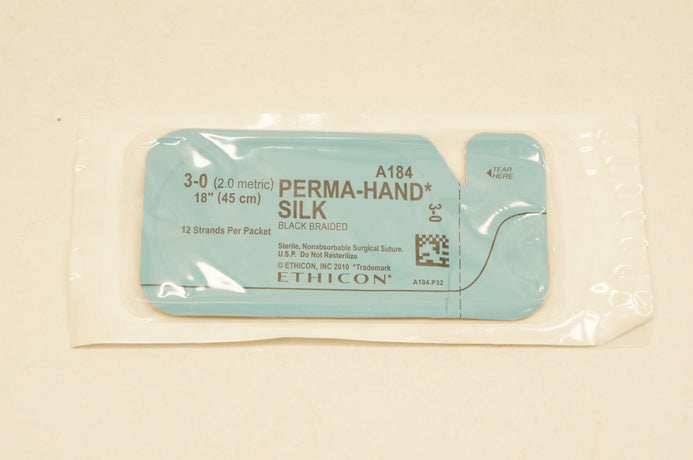 A184
3-0 (2.0 metric)
18" (45 cm)
PERMA-HAND*
SILK
BLACK BRAIDED
12 Strands Per Packet
Sterile, Nonabsorbable Surgical Suture.
U.S.P. Do Not Resterilize
© ETHICON, INC 2010 *Trademark
ETHICON*
3-0
A184.P32
TEAR
HERE